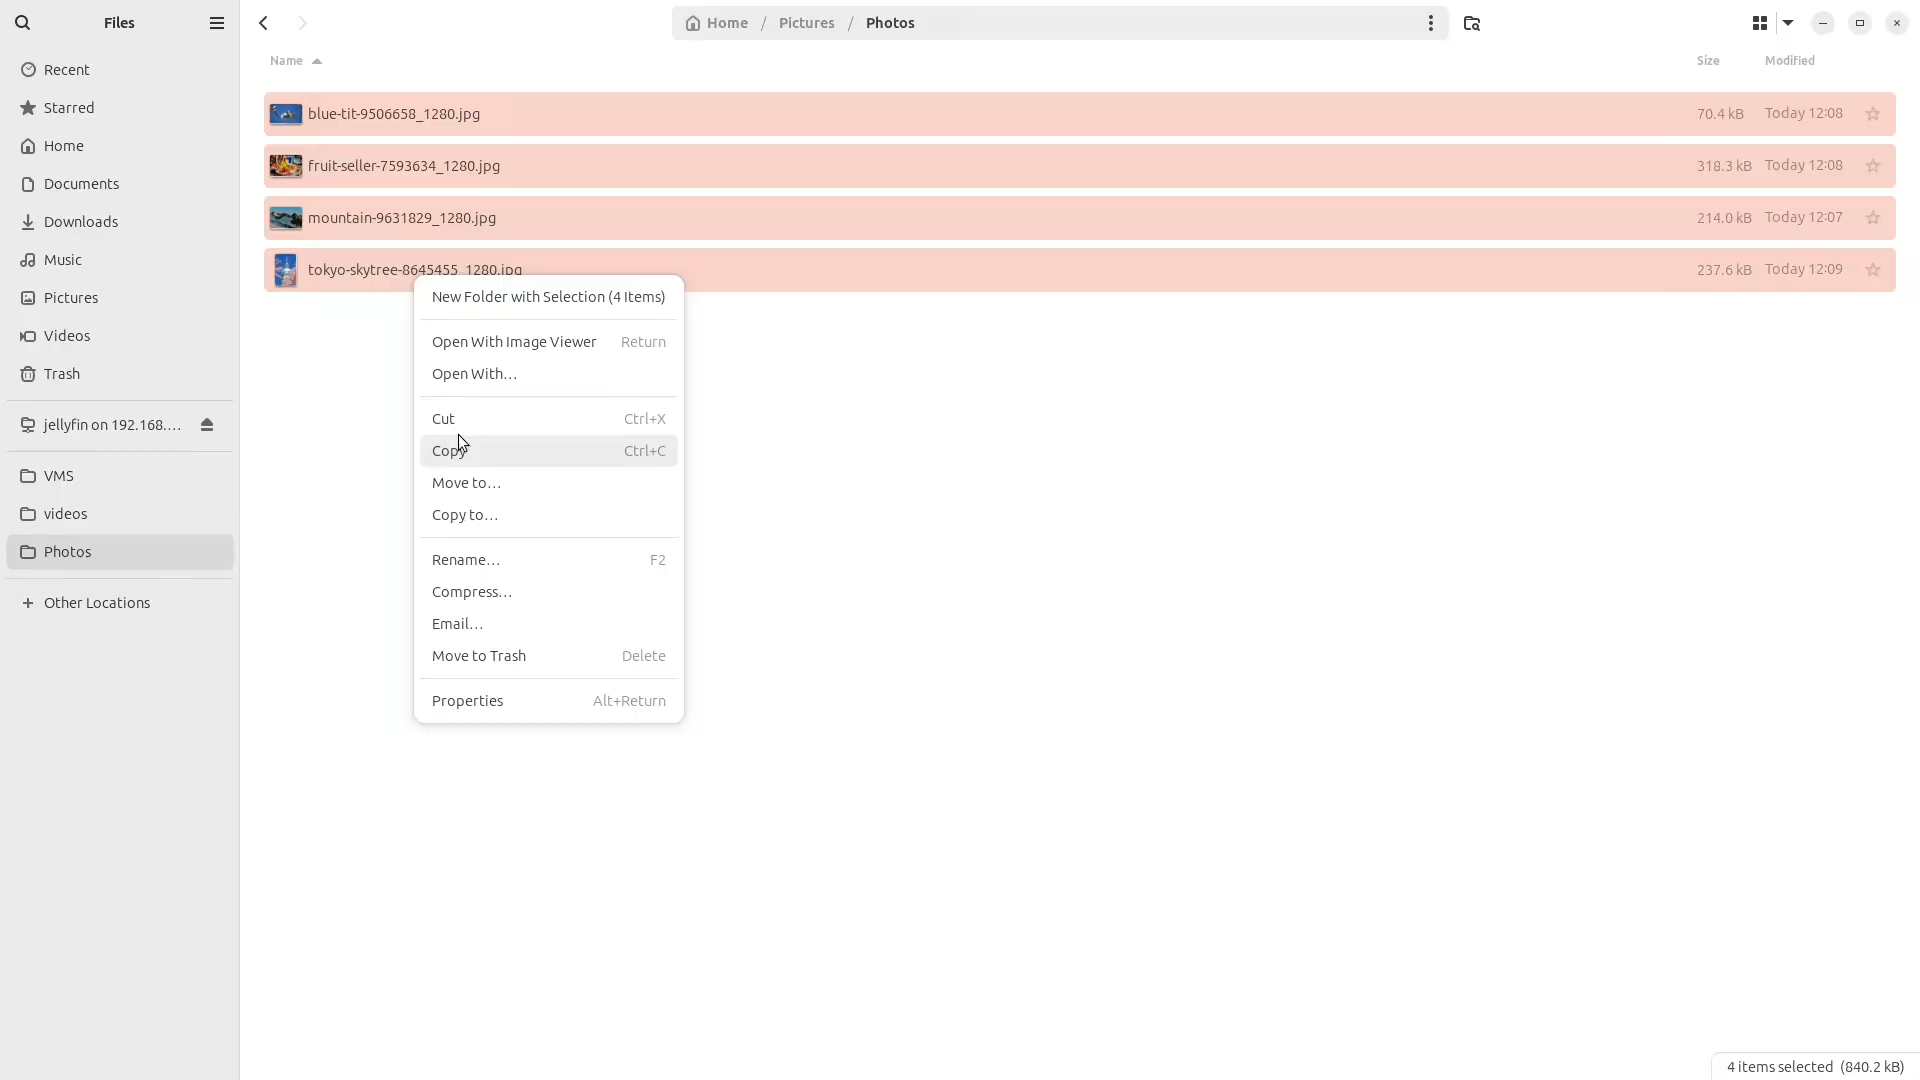 Files
Home / Pictures / Photos
Name Size Modified
Recent
Starred
Home
Documents
Downloads
Music
Pictures
Videos
Trash
jellyfin on 192.168.…
VMS
videos
Photos
Other Locations
blue-tit-9506658_1280.jpg 70.4 kB Today 12:08
fruit-seller-7593634_1280.jpg 318.3 kB Today 12:08
mountain-9631829_1280.jpg 214.0 kB Today 12:07
tokyo-skytree-8645455_1280.jpg 237.6 kB Today 12:09
New Folder with Selection (4 Items)
Open With Image Viewer Return
Open With…
Cut Ctrl+X
Copy Ctrl+C
Move to…
Copy to…
Rename… F2
Compress…
Email…
Move to Trash Delete
Properties Alt+Return
4 items selected (840.2 kB)